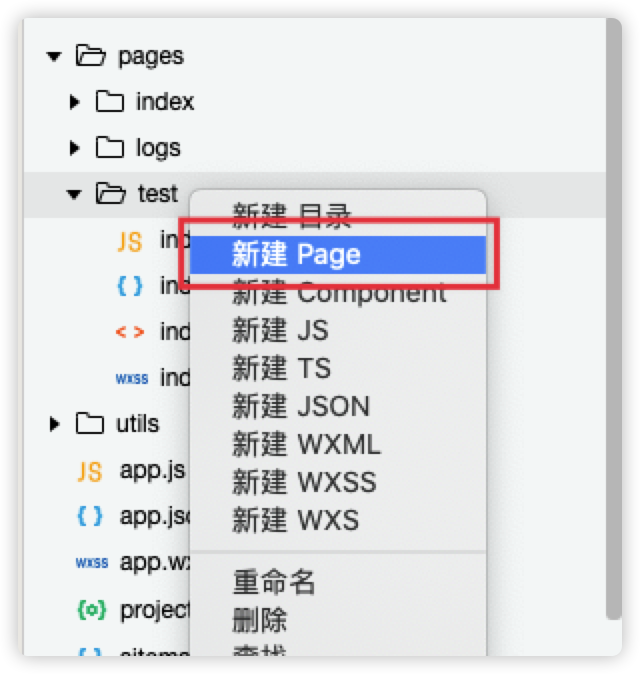 pages
index
logs
test
新建 目录
JS ind
新建 Page
{ } ind
新建 Component
< > ind
新建 JS
wxss ind
新建 TS
utils
新建 JSON
JS app.js
新建 WXML
{ } app.jso
新建 WXSS
wxss app.wx
新建 WXS
project
重命名
删除
查找